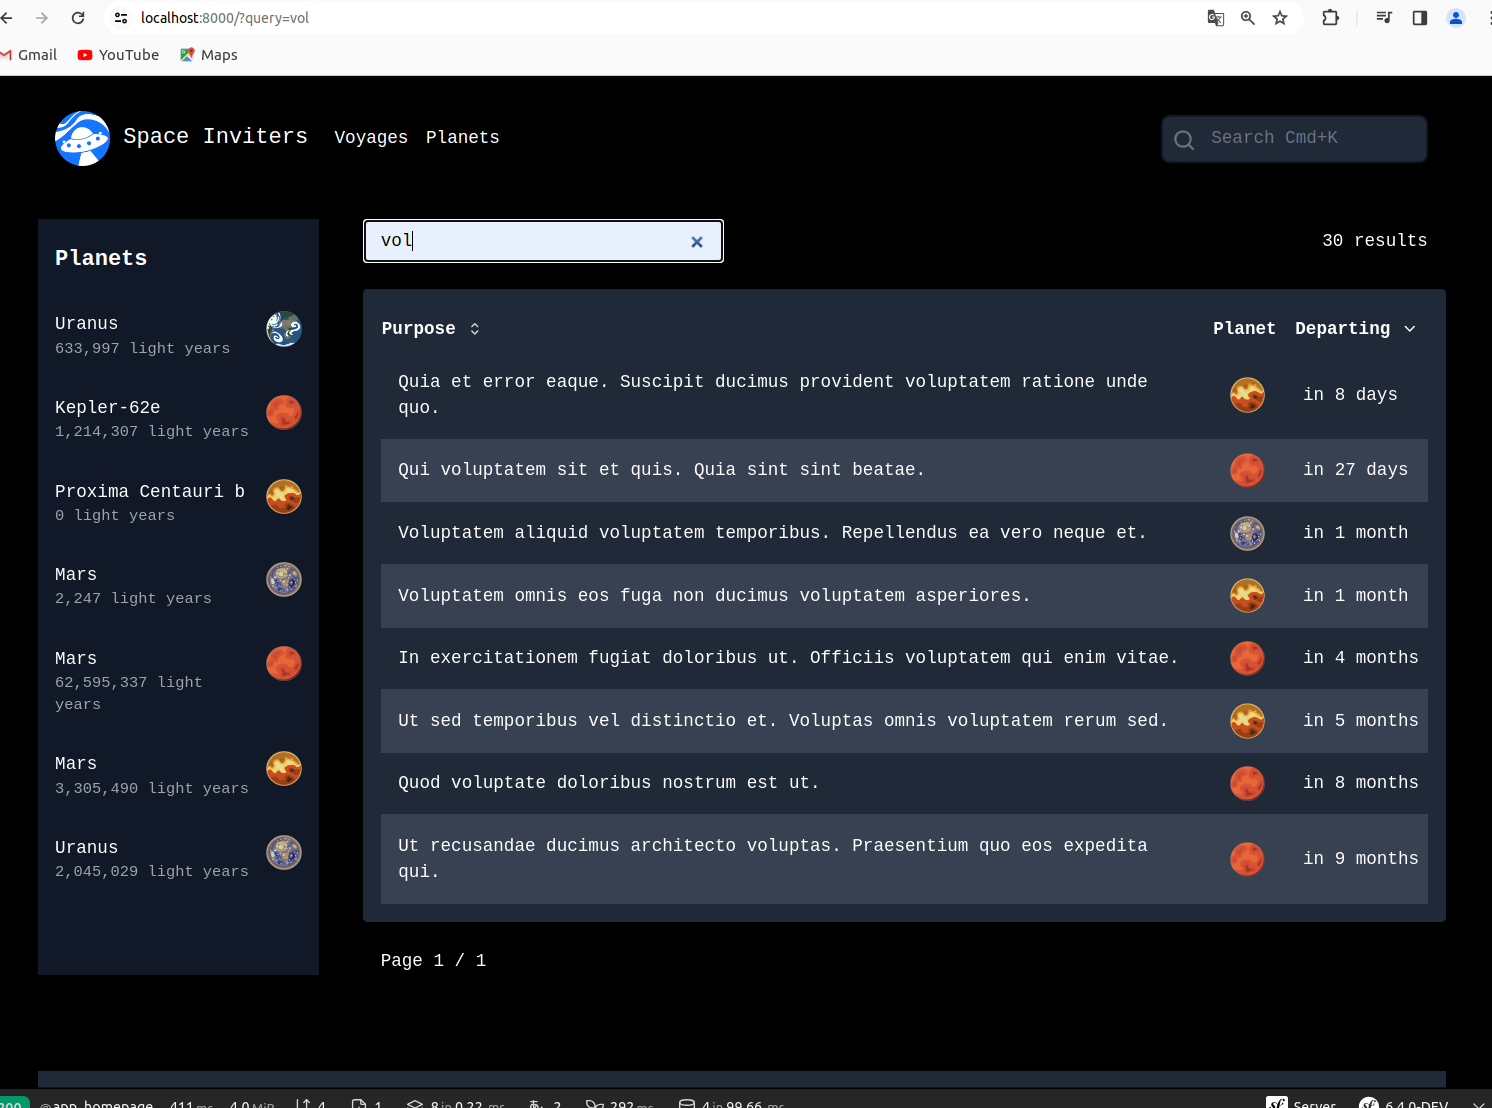 localhost:8000/?query=vol
Gmail YouTube Maps
Space Inviters Voyages Planets Search Cmd+K
Planets
Uranus
633,997 light years
Kepler-62e
1,214,307 light years
Proxima Centauri b
0 light years
Mars
2,247 light years
Mars
62,595,337 light
years
Mars
3,305,490 light years
Uranus
2,045,029 light years
vol
30 results
Purpose Planet Departing
Quia et error eaque. Suscipit ducimus provident voluptatem ratione unde
quo.
in 8 days
Qui voluptatem sit et quis. Quia sint sint beatae. in 27 days
Voluptatem aliquid voluptatem temporibus. Repellendus ea vero neque et. in 1 month
Voluptatem omnis eos fuga non ducimus voluptatem asperiores. in 1 month
In exercitationem fugiat doloribus ut. Officiis voluptatem qui enim vitae. in 4 months
Ut sed temporibus vel distinctio et. Voluptas omnis voluptatem rerum sed. in 5 months
Quod voluptate doloribus nostrum est ut. in 8 months
Ut recusandae ducimus architecto voluptas. Praesentium quo eos expedita
qui.
in 9 months
Page 1 / 1
200 @app_homepage 411 ms 4.0 MiB 4 1 8 in 0.22 ms 2 292 ms 4 in 99.66 ms Server 6.4.0-DEV